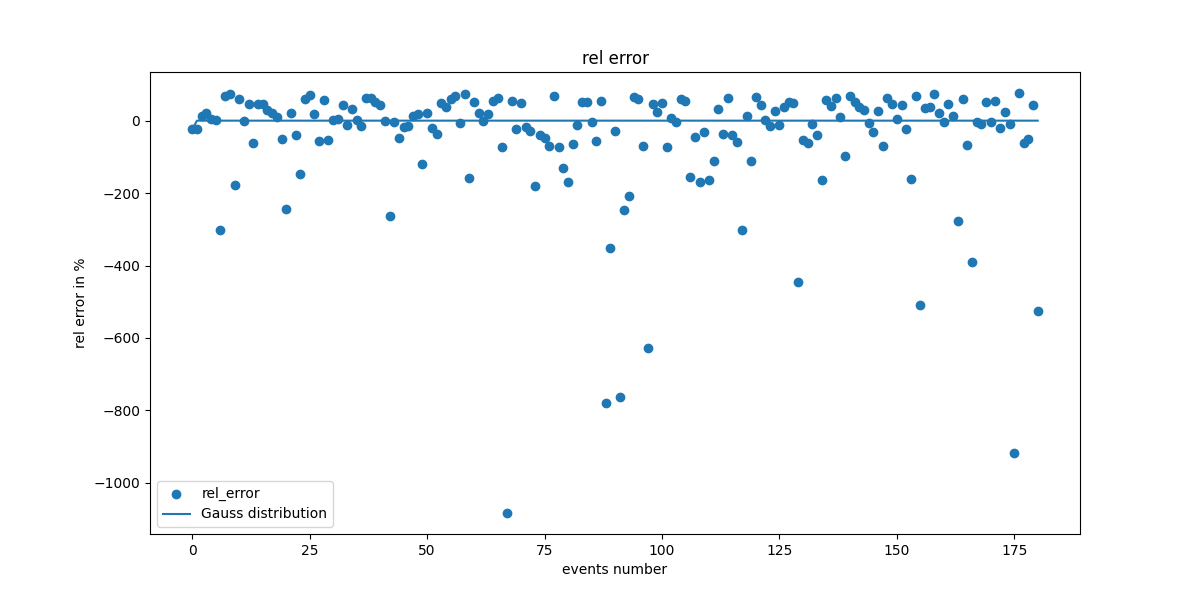 rel error
0
−200
−400
−600
−800
−1000
rel error in %
rel_error
Gauss distribution
0
25
50
75
100
125
150
175
events number